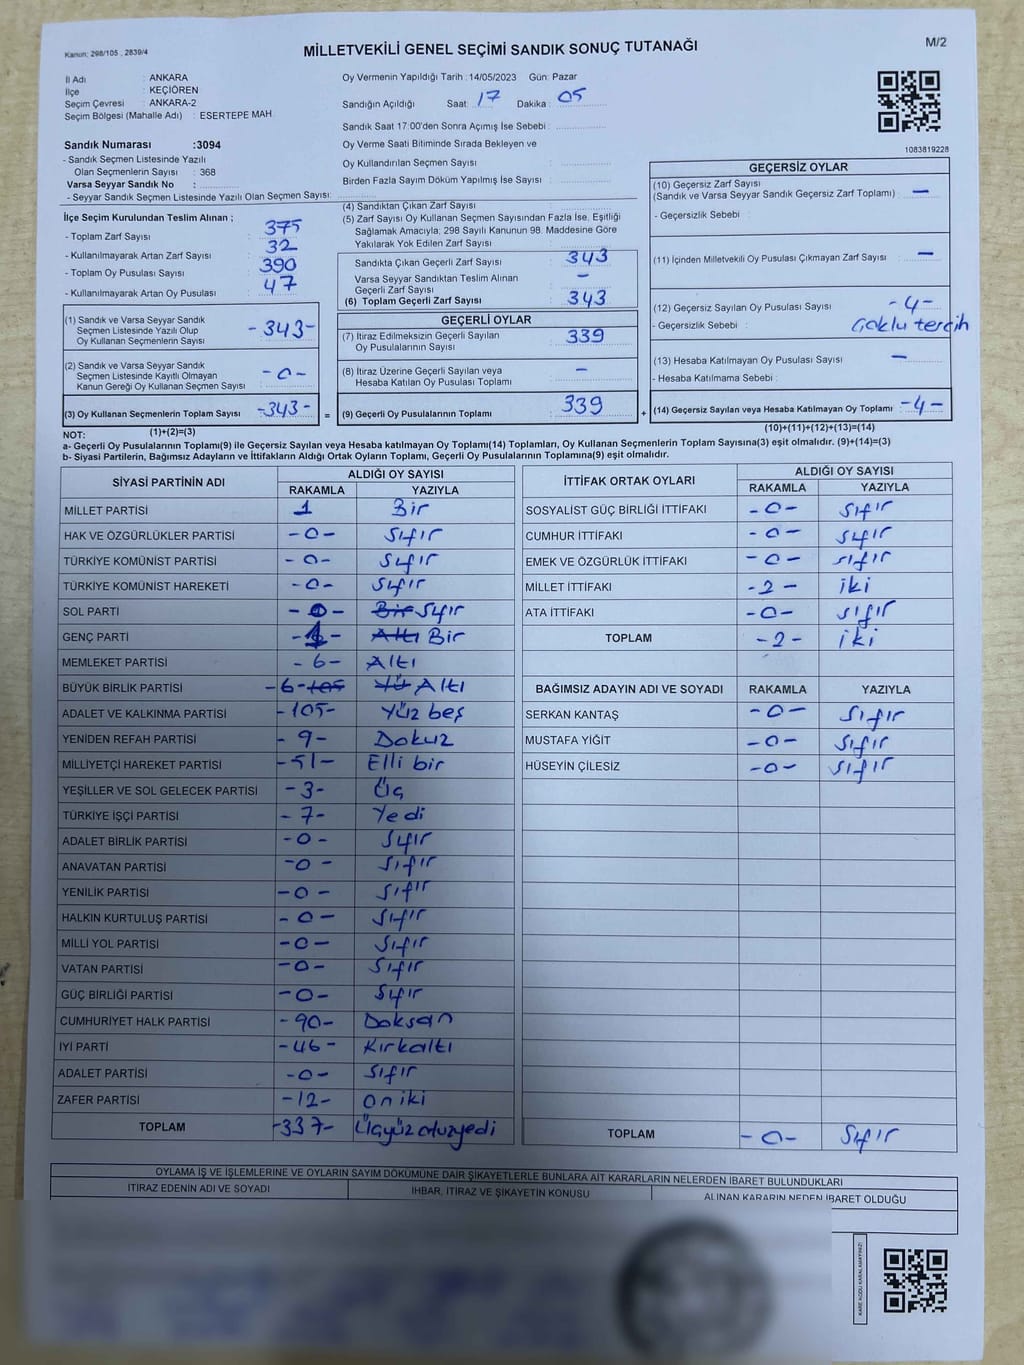 Kanun: 298/105 , 2839/4
MİLLETVEKİLİ GENEL SEÇİMİ SANDIK SONUÇ TUTANAĞI
M/2
İl Adı : ANKARA
İlçe : KEÇİÖREN
Seçim Çevresi : ANKARA-2
Seçim Bölgesi (Mahalle Adı) : ESERTEPE MAH.
Sandık Numarası :3094
- Sandık Seçmen Listesinde Yazılı
Olan Seçmenlerin Sayısı : 368
Varsa Seyyar Sandık No :
- Seyyar Sandık Seçmen Listesinde Yazılı Olan Seçmen Sayısı:
Oy Vermenin Yapıldığı Tarih :14/05/2023 Gün: Pazar
Sandığın Açıldığı Saat: 17 Dakika : 05
Sandık Saat 17:00'den Sonra Açımış İse Sebebi :
Oy Verme Saati Bitiminde Sırada Bekleyen ve
Oy Kullandırılan Seçmen Sayısı :
Birden Fazla Sayım Döküm Yapılmış İse Sayısı :
1083819228
İlçe Seçim Kurulundan Teslim Alınan ;
- Toplam Zarf Sayısı : 375
- Kullanılmayarak Artan Zarf Sayısı : 32
- Toplam Oy Pusulası Sayısı : 390
- Kullanılmayarak Artan Oy Pusulası : 47
(1) Sandık ve Varsa Seyyar Sandık
Seçmen Listesinde Yazılı Olup
Oy Kullanan Seçmenlerin Sayısı : -343-
(2) Sandık ve Varsa Seyyar Sandık
Seçmen Listesinde Kayıtlı Olmayan
Kanun Gereği Oy Kullanan Seçmen Sayısı : -0-
(3) Oy Kullanan Seçmenlerin Toplam Sayısı : -343- =
(1)+(2)=(3)
(4) Sandıktan Çıkan Zarf Sayısı :
(5) Zarf Sayısı Oy Kullanan Seçmen Sayısından Fazla İse, Eşitliği
Sağlamak Amacıyla; 298 Sayılı Kanunun 98. Maddesine Göre
Yakılarak Yok Edilen Zarf Sayısı :
Sandıkta Çıkan Geçerli Zarf Sayısı : 343
Varsa Seyyar Sandıktan Teslim Alınan
Geçerli Zarf Sayısı : -
(6) Toplam Geçerli Zarf Sayısı : 343
GEÇERLİ OYLAR
(7) İtiraz Edilmeksizin Geçerli Sayılan
Oy Pusulalarının Sayısı : 339
(8) İtiraz Üzerine Geçerli Sayılan veya
Hesaba Katılan Oy Pusulası Toplamı : -
(9) Geçerli Oy Pusulalarının Toplamı : 339 +
GEÇERSİZ OYLAR
(10) Geçersiz Zarf Sayısı
(Sandık ve Varsa Seyyar Sandık Geçersiz Zarf Toplamı) : -
- Geçersizlik Sebebi :
(11) İçinden Milletvekili Oy Pusulası Çıkmayan Zarf Sayısı : -
(12) Geçersiz Sayılan Oy Pusulası Sayısı : -4-
- Geçersizlik Sebebi : Çoklu tercih
(13) Hesaba Katılmayan Oy Pusulası Sayısı : -
- Hesaba Katılmama Sebebi :
(14) Geçersiz Sayılan veya Hesaba Katılmayan Oy Toplamı : -4-
(10)+(11)+(12)+(13)=(14)
NOT:
a- Geçerli Oy Pusulaları Toplamı(9) ile Geçersiz Sayılan veya Hesaba katılmayan Oy Toplamı(14) Toplamları, Oy Kullanan Seçmenlerin Toplam Sayısına(3) eşit olmalıdır. (9)+(14)=(3)
b- Siyasi Partilerin, Bağımsız Adayların ve İttifakların Aldığı Ortak Oyların Toplamı, Geçerli Oy Pusulalarının Toplamına(9) eşit olmalıdır.
SİYASİ PARTİNİN ADI ALDIĞI OY SAYISI
RAKAMLA YAZIYLA
MİLLET PARTİSİ 1 Bir
HAK VE ÖZGÜRLÜKLER PARTİSİ -0- Sıfır
TÜRKİYE KOMÜNİST PARTİSİ -0- Sıfır
TÜRKİYE KOMÜNİST HAREKETİ -0- Sıfır
SOL PARTİ -0- Bir Sıfır
GENÇ PARTİ -1- Altı Bir
MEMLEKET PARTİSİ -6- Altı
BÜYÜK BİRLİK PARTİSİ -6-105 Yü Altı
ADALET VE KALKINMA PARTİSİ -105- Yüz beş
YENİDEN REFAH PARTİSİ -9- Dokuz
MİLLİYETÇİ HAREKET PARTİSİ -51- Elli bir
YEŞİLLER VE SOL GELECEK PARTİSİ -3- Üç
TÜRKİYE İŞÇİ PARTİSİ -7- Yedi
ADALET BİRLİK PARTİSİ -0- Sıfır
ANAVATAN PARTİSİ -0- Sıfır
YENİLİK PARTİSİ -0- Sıfır
HALKIN KURTULUŞ PARTİSİ -0- Sıfır
MİLLİ YOL PARTİSİ -0- Sıfır
VATAN PARTİSİ -0- Sıfır
GÜÇ BİRLİĞİ PARTİSİ -0- Sıfır
CUMHURİYET HALK PARTİSİ -90- Doksan
İYİ PARTİ -46- Kırkaltı
ADALET PARTİSİ -0- Sıfır
ZAFER PARTİSİ -12- on iki
TOPLAM -337- Üçyüzotuzyedi
İTTİFAK ORTAK OYLARI ALDIĞI OY SAYISI
RAKAMLA YAZIYLA
SOSYALİST GÜÇ BİRLİĞİ İTTİFAKI -0- Sıfır
CUMHUR İTTİFAKI -0- Sıfır
EMEK VE ÖZGÜRLÜK İTTİFAKI -0- Sıfır
MİLLET İTTİFAKI -2- iki
ATA İTTİFAKI -0- Sıfır
TOPLAM -2- iki
BAĞIMSIZ ADAYIN ADI VE SOYADI RAKAMLA YAZIYLA
SERKAN KANTAŞ -0- Sıfır
MUSTAFA YİĞİT -0- Sıfır
HÜSEYİN ÇİLESİZ -0- Sıfır
TOPLAM -0- Sıfır
OYLAMA İŞ VE İŞLEMLERİNE VE OYLARIN SAYIM DÖKÜMÜNE DAİR ŞİKAYETLERLE BUNLARA AİT KARARLARIN NELERDEN İBARET BULUNDUKLARI
İTİRAZ EDENİN ADI VE SOYADI İHBAR, İTİRAZ VE ŞİKAYETİN KONUSU ALINAN KARARIN NEDEN İBARET OLDUĞU
KARE KODU KARALAMAYINIZ!